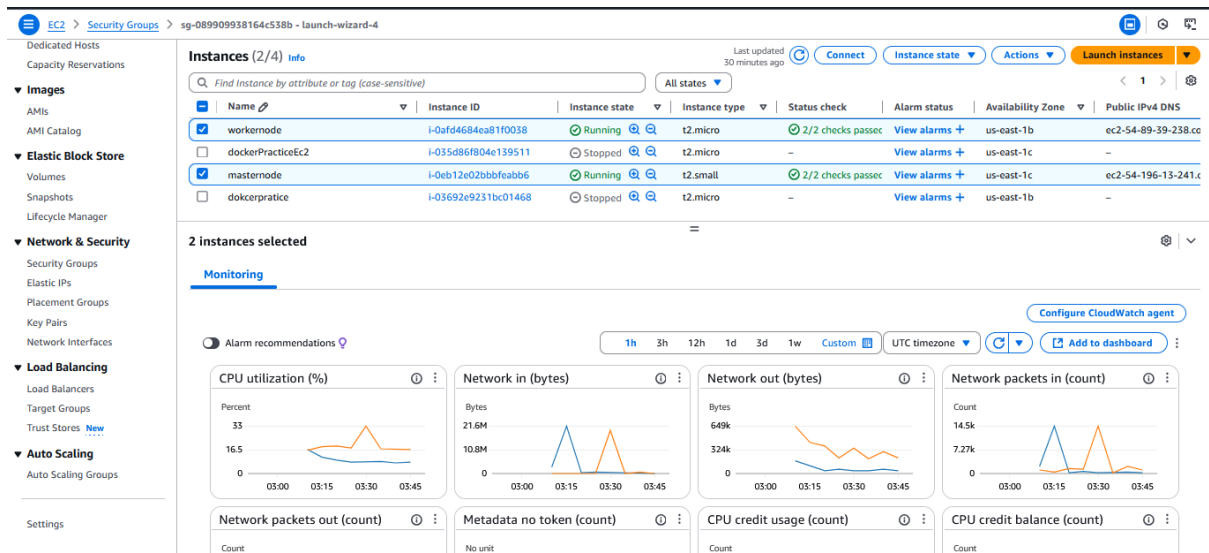 EC2 > Security Groups > sg-089909938164c538b - launch-wizard-4
Dedicated Hosts
Capacity Reservations
Images
AMIs
AMI Catalog
Elastic Block Store
Volumes
Snapshots
Lifecycle Manager
Network & Security
Security Groups
Elastic IPs
Placement Groups
Key Pairs
Network Interfaces
Load Balancing
Load Balancers
Target Groups
Trust Stores New
Auto Scaling
Auto Scaling Groups
Settings
Instances (2/4) Info
Last updated
30 minutes ago
Connect
Instance state
Actions
Launch instances
Find Instance by attribute or tag (case-sensitive)
All states
1
Name Instance ID Instance state Instance type Status check Alarm status Availability Zone Public IPv4 DNS
workernode i-0afd4684ea81f0038 Running t2.micro 2/2 checks passec View alarms + us-east-1b ec2-54-89-39-238.co
dockerPracticeEc2 i-035d86f804e139511 Stopped t2.micro – View alarms + us-east-1c –
masternode i-0eb12e02bbbfeabb6 Running t2.small 2/2 checks passec View alarms + us-east-1c ec2-54-196-13-241.c
dokcerpratice i-03692e9231bc01468 Stopped t2.micro – View alarms + us-east-1b –
2 instances selected
Monitoring
Configure CloudWatch agent
Alarm recommendations
1h 3h 12h 1d 3d 1w Custom
UTC timezone
Add to dashboard
CPU utilization (%)
Percent
33
16.5
0
03:00 03:15 03:30 03:45
Network in (bytes)
Bytes
21.6M
10.8M
0
03:00 03:15 03:30 03:45
Network out (bytes)
Bytes
649k
324k
0
03:00 03:15 03:30 03:45
Network packets in (count)
Count
14.5k
7.27k
0
03:00 03:15 03:30 03:45
Network packets out (count)
Count
Metadata no token (count)
No unit
CPU credit usage (count)
Count
CPU credit balance (count)
Count